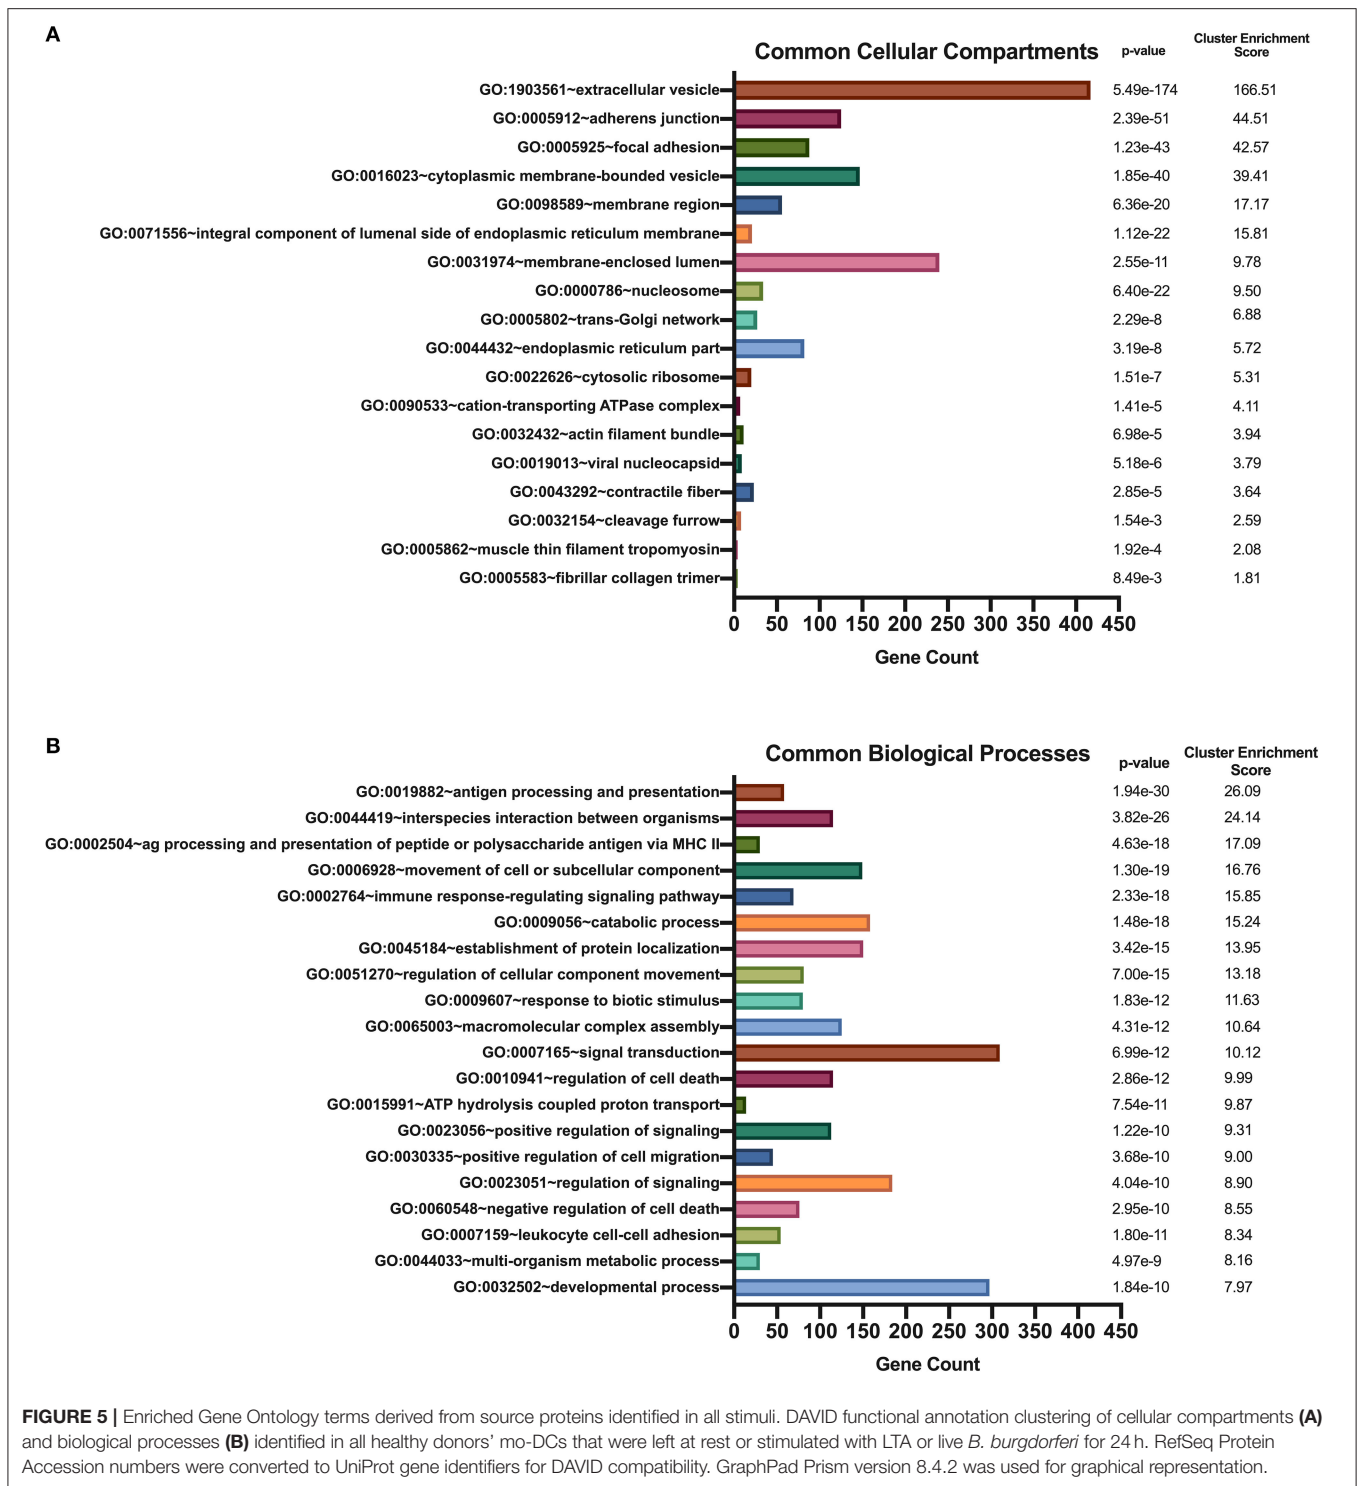 A
Common Cellular Compartments p-value Cluster Enrichment Score
GO:1903561~extracellular vesicle 5.49e-174 166.51
GO:0005912~adherens junction 2.39e-51 44.51
GO:0005925~focal adhesion 1.23e-43 42.57
GO:0016023~cytoplasmic membrane-bounded vesicle 1.85e-40 39.41
GO:0098589~membrane region 6.36e-20 17.17
GO:0071556~integral component of lumenal side of endoplasmic reticulum membrane 1.12e-22 15.81
GO:0031974~membrane-enclosed lumen 2.55e-11 9.78
GO:0000786~nucleosome 6.40e-22 9.50
GO:0005802~trans-Golgi network 2.29e-8 6.88
GO:0044432~endoplasmic reticulum part 3.19e-8 5.72
GO:0022626~cytosolic ribosome 1.51e-7 5.31
GO:0090533~cation-transporting ATPase complex 1.41e-5 4.11
GO:0032432~actin filament bundle 6.98e-5 3.94
GO:0019013~viral nucleocapsid 5.18e-6 3.79
GO:0043292~contractile fiber 2.85e-5 3.64
GO:0032154~cleavage furrow 1.54e-3 2.59
GO:0005862~muscle thin filament tropomyosin 1.92e-4 2.08
GO:0005583~fibrillar collagen trimer 8.49e-3 1.81
0 50 100 150 200 250 300 350 400 450
Gene Count
B
Common Biological Processes p-value Cluster Enrichment Score
GO:0019882~antigen processing and presentation 1.94e-30 26.09
GO:0044419~interspecies interaction between organisms 3.82e-26 24.14
GO:0002504~ag processing and presentation of peptide or polysaccharide antigen via MHC II 4.63e-18 17.09
GO:0006928~movement of cell or subcellular component 1.30e-19 16.76
GO:0002764~immune response-regulating signaling pathway 2.33e-18 15.85
GO:0009056~catabolic process 1.48e-18 15.24
GO:0045184~establishment of protein localization 3.42e-15 13.95
GO:0051270~regulation of cellular component movement 7.00e-15 13.18
GO:0009607~response to biotic stimulus 1.83e-12 11.63
GO:0065003~macromolecular complex assembly 4.31e-12 10.64
GO:0007165~signal transduction 6.99e-12 10.12
GO:0010941~regulation of cell death 2.86e-12 9.99
GO:0015991~ATP hydrolysis coupled proton transport 7.54e-11 9.87
GO:0023056~positive regulation of signaling 1.22e-10 9.31
GO:0030335~positive regulation of cell migration 3.68e-10 9.00
GO:0023051~regulation of signaling 4.04e-10 8.90
GO:0060548~negative regulation of cell death 2.95e-10 8.55
GO:0007159~leukocyte cell-cell adhesion 1.80e-11 8.34
GO:0044033~multi-organism metabolic process 4.97e-9 8.16
GO:0032502~developmental process 1.84e-10 7.97
0 50 100 150 200 250 300 350 400 450
Gene Count
FIGURE 5 | Enriched Gene Ontology terms derived from source proteins identified in all stimuli. DAVID functional annotation clustering of cellular compartments (A)
and biological processes (B) identified in all healthy donors' mo-DCs that were left at rest or stimulated with LTA or live B. burgdorferi for 24 h. RefSeq Protein
Accession numbers were converted to UniProt gene identifiers for DAVID compatibility. GraphPad Prism version 8.4.2 was used for graphical representation.